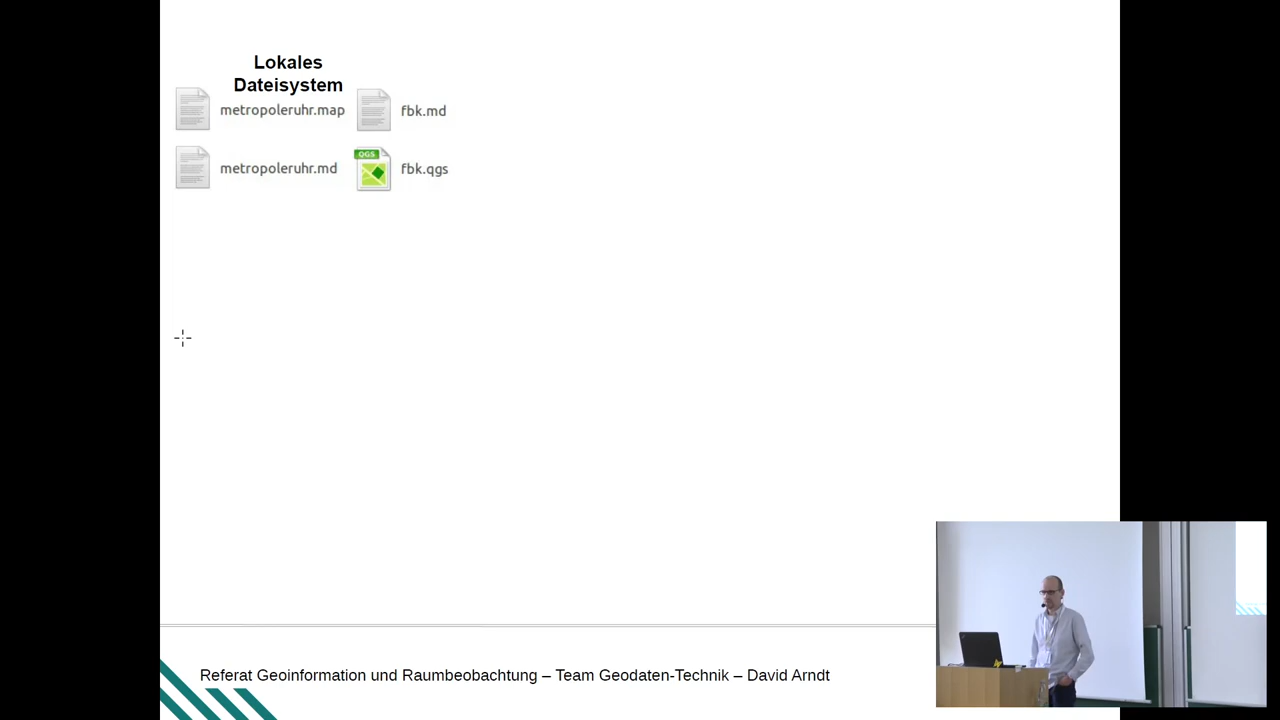 Lokales
Dateisystem
metropoleruhr.map
fbk.md
metropoleruhr.md
QGS
fbk.qgs
Referat Geoinformation und Raumbeobachtung – Team Geodaten-Technik – David Arndt